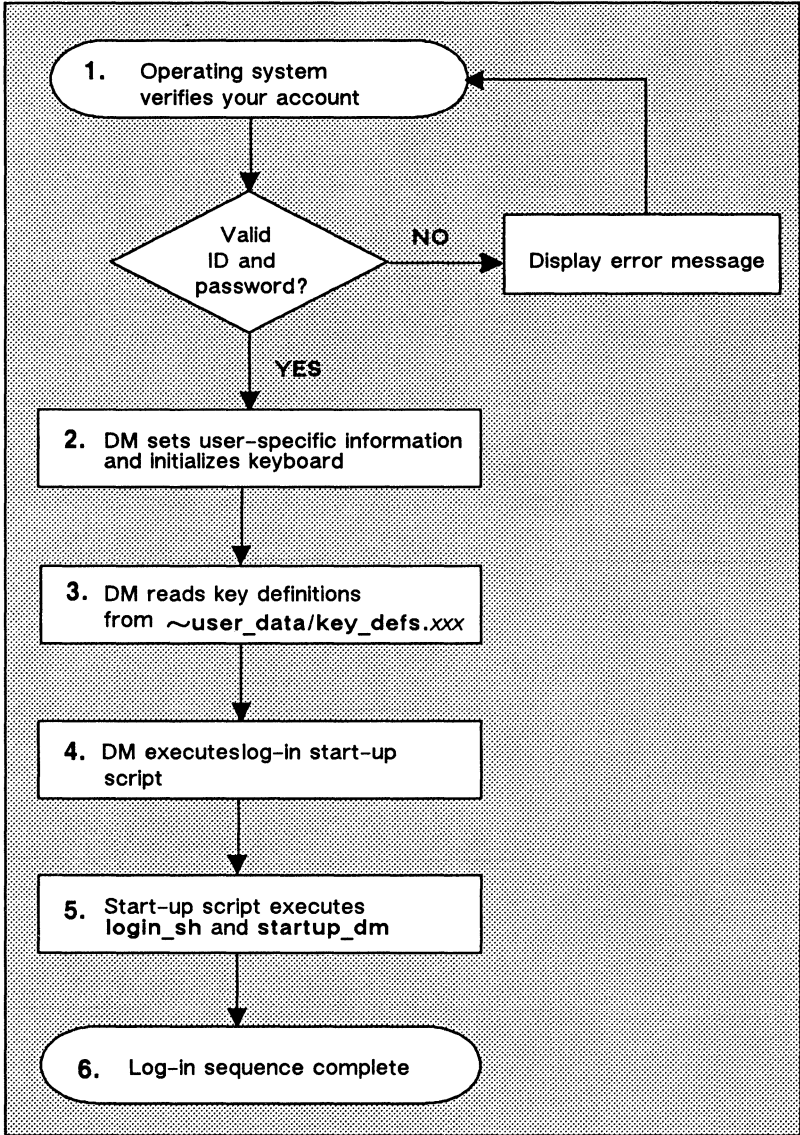 1. Operating system
verifies your account
Valid
ID and
password?
NO
Display error message
YES
2. DM sets user-specific information
and initializes keyboard
3. DM reads key definitions
from ~user_data/key_defs.xxx
4. DM executeslog-in start-up
script
5. Start-up script executes
login_sh and startup_dm
6. Log-in sequence complete